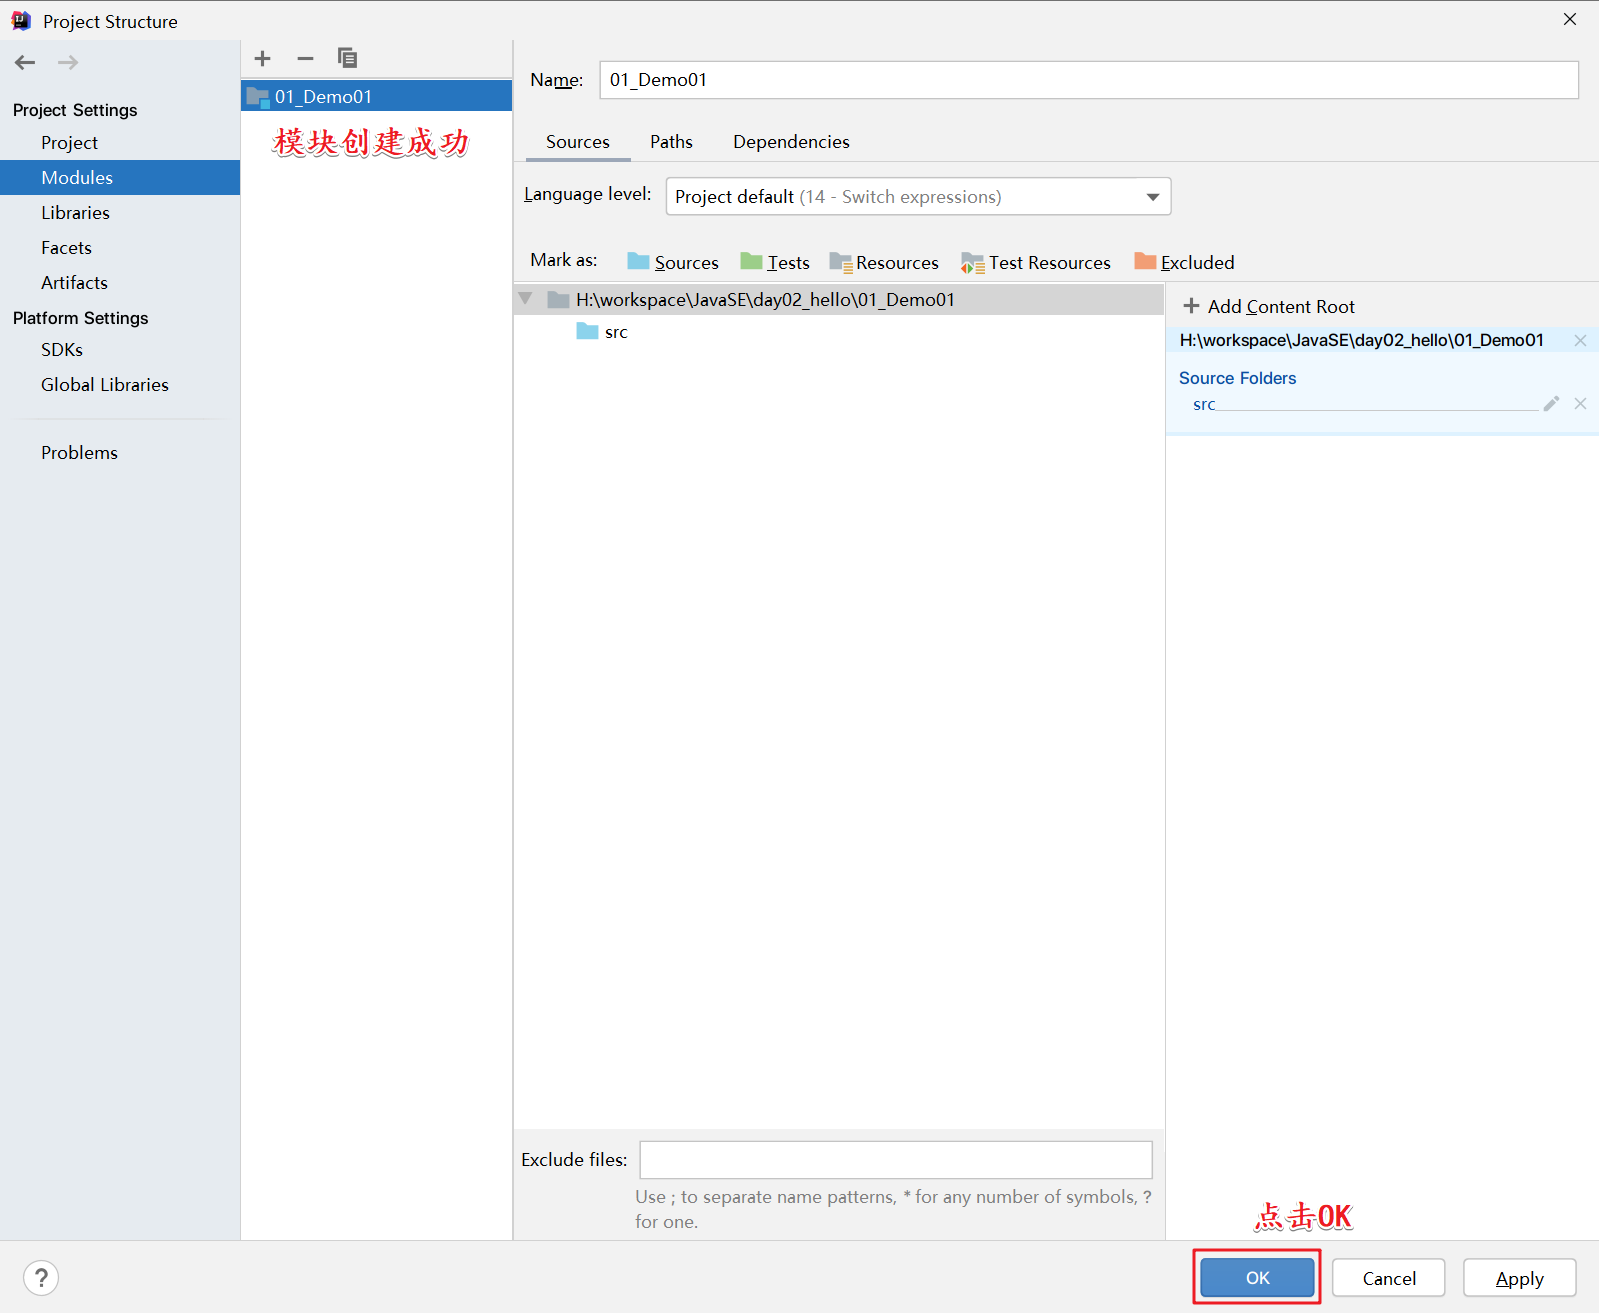 Project Structure
Project Settings
Project
Modules
Libraries
Facets
Artifacts
Platform Settings
SDKs
Global Libraries
Problems
01_Demo01
模块创建成功
Name: 01_Demo01
Sources Paths Dependencies
Language level: Project default (14 - Switch expressions)
Mark as: Sources Tests Resources Test Resources Excluded
H:\workspace\JavaSE\day02_hello\01_Demo01
src
Add Content Root
H:\workspace\JavaSE\day02_hello\01_Demo01
Source Folders
src
Exclude files:
Use ; to separate name patterns, * for any number of symbols, ?
for one.
点击OK
? OK Cancel Apply